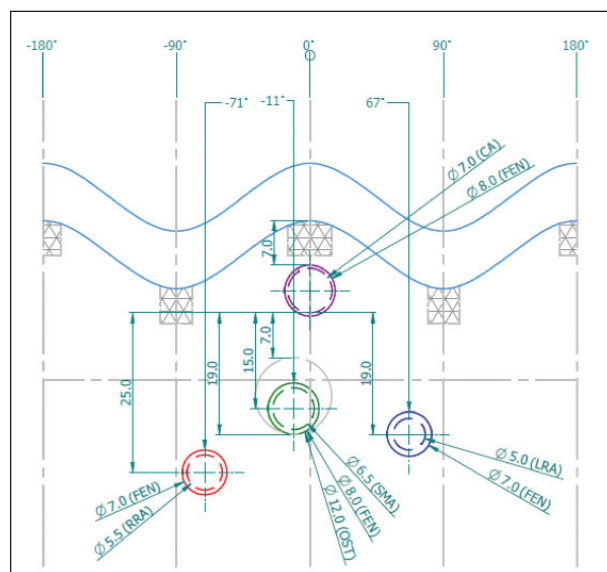 -180° -90° 0° 90° 180°
-71° -11° 67°
Ø 7.0 (CA)
Ø 8.0 (FEN)
7.0
25.0
19.0
15.0
7.0
19.0
Ø 7.0 (FEN)
Ø 5.5 (RRA)
Ø 6.5 (SMA)
Ø 8.0 (FEN)
Ø 12.0 (OST)
Ø 5.0 (LRA)
Ø 7.0 (FEN)